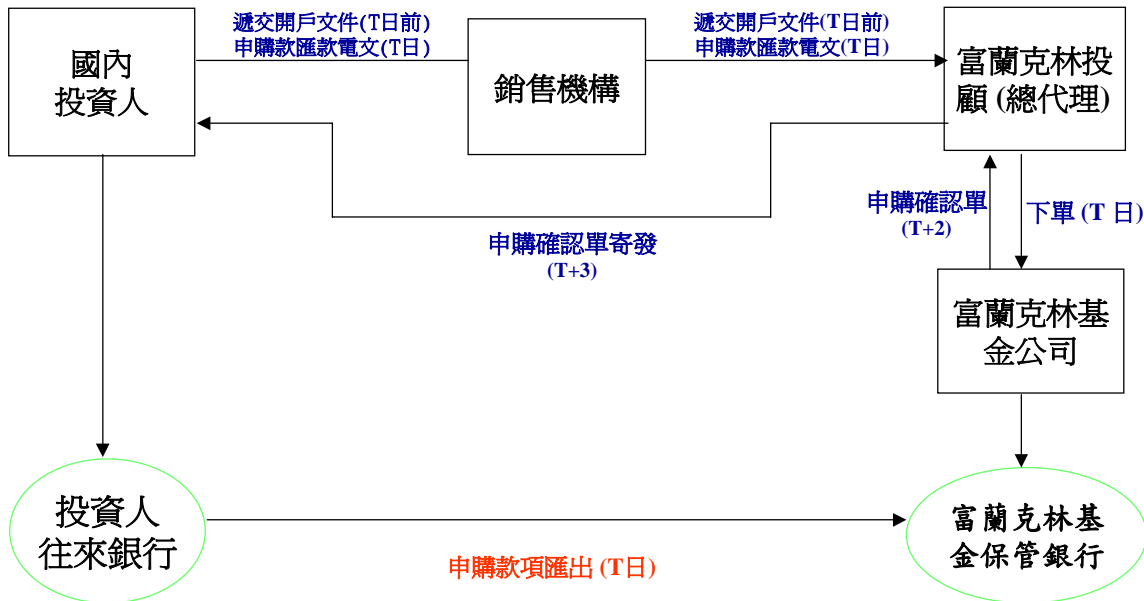 遞交開戶文件(T日前)
申購款匯款電文(T日)
遞交開戶文件(T日前)
申購款匯款電文(T日)
國內
投資人
銷售機構
富蘭克林投
顧 (總代理)
申購確認單
(T+2)
下單 (T 日)
申購確認單寄發
(T+3)
富蘭克林基
金公司
投資人
往來銀行
富蘭克林基
金保管銀行
申購款項匯出 (T日)